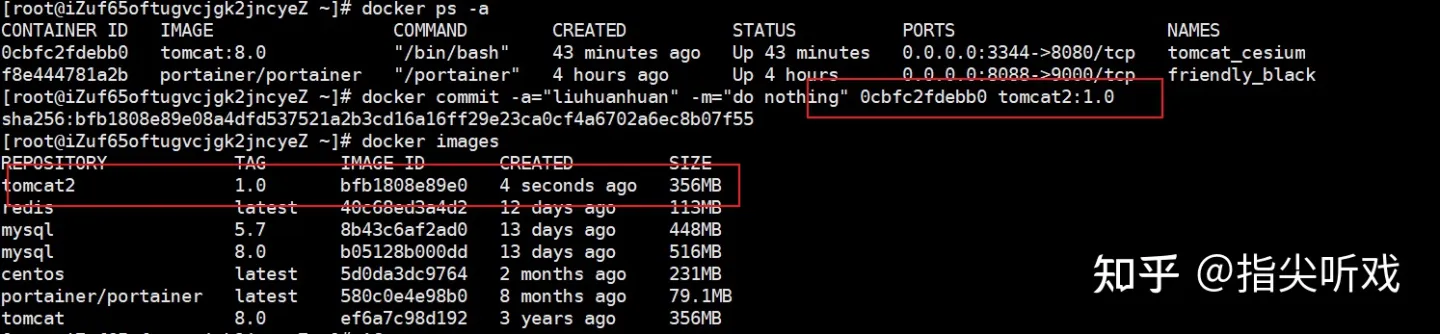 [root@iZuf65oftugvcjgk2jncyeZ ~]# docker ps -a
CONTAINER ID IMAGE COMMAND CREATED STATUS PORTS NAMES
0cbfc2fdebb0 tomcat:8.0 "/bin/bash" 43 minutes ago Up 43 minutes 0.0.0.0:3344->8080/tcp tomcat_cesium
f8e444781a2b portainer/portainer "/portainer" 4 hours ago Up 4 hours 0.0.0.0:8088->9000/tcp friendly_black
[root@iZuf65oftugvcjgk2jncyeZ ~]# docker commit -a="liuhuanhuan" -m="do nothing" 0cbfc2fdebb0 tomcat2:1.0
sha256:bfb1808e89e08a4dfd537521a2b3cd16a16ff29e23ca0cf4a6702a6ec8b07f55
[root@iZuf65oftugvcjgk2jncyeZ ~]# docker images
REPOSITORY TAG IMAGE ID CREATED SIZE
tomcat2 1.0 bfb1808e89e0 4 seconds ago 356MB
redis latest 40c68ed3a4d2 12 days ago 113MB
mysql 5.7 8b43c6af2ad0 13 days ago 448MB
mysql 8.0 b05128b000dd 13 days ago 516MB
centos latest 5d0da3dc9764 2 months ago 231MB
portainer/portainer latest 580c0e4e98b0 8 months ago 79.1MB
tomcat 8.0 ef6a7c98d192 3 years ago 356MB
知乎 @指尖听戏